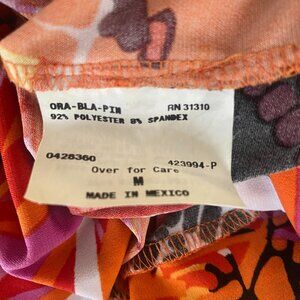 ORA-BLA-PIN RN 31310
92% POLYESTER 8% SPANDEX
0428360 423994-P
Over for Care
M
MADE IN MEXICO